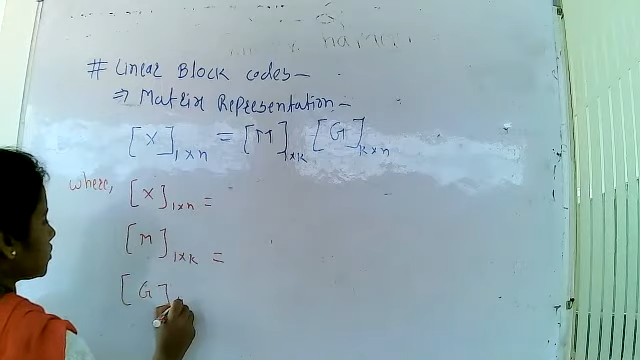 # Linear Block codes—
⇒ Matrix Representation—
[X]1×n = [M]1×k [G]k×n
where, [X]1×n =
[M]1×k =
[G]